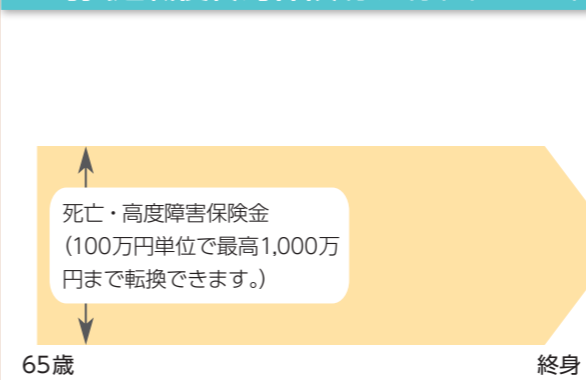 死亡・高度障害保険金
(100万円単位で最高1,000万
円まで転換できます。)
65歳
終身